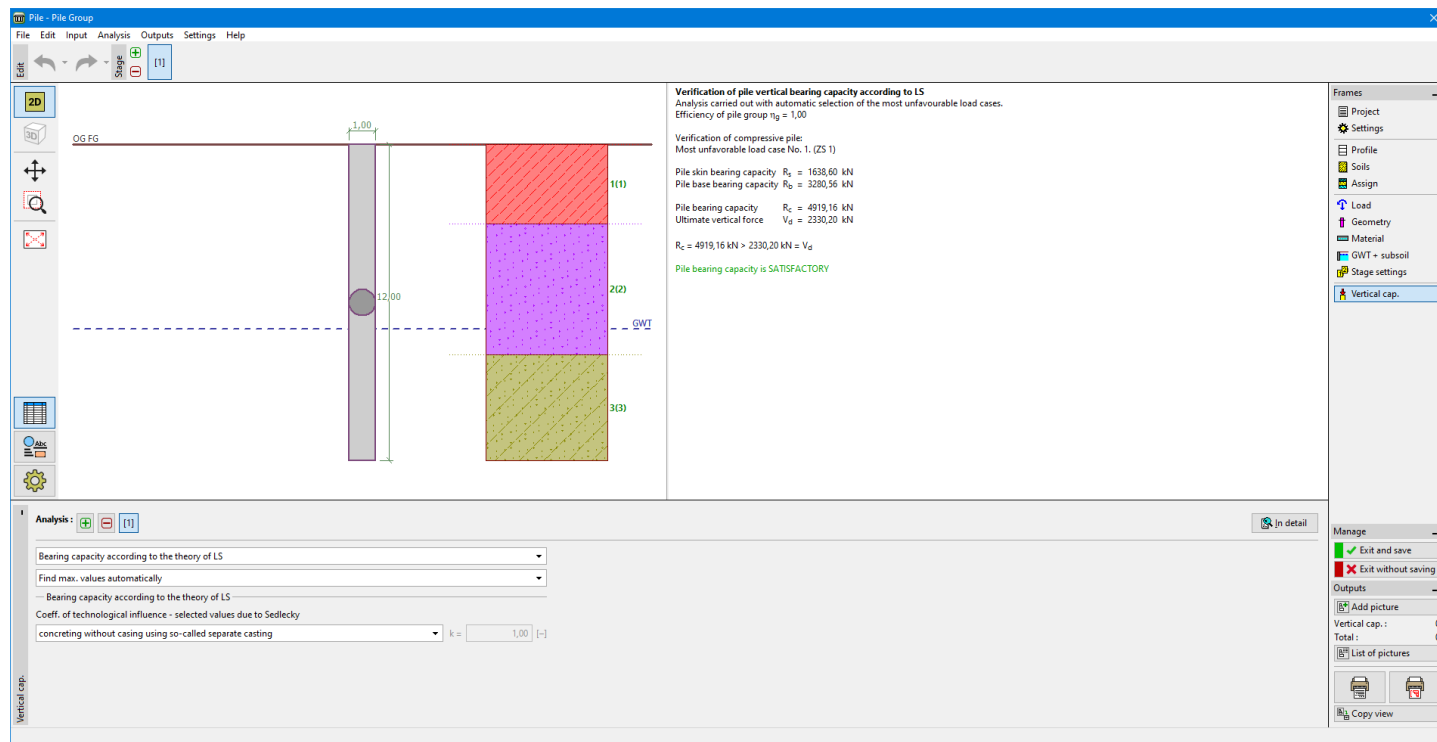 Pile - Pile Group
File Edit Input Analysis Outputs Settings Help
Edit
Stage
[1]
2D
3D
OG FG
1,00
12,00
GWT
1(1)
2(2)
3(3)
Abc
Verification of pile vertical bearing capacity according to LS
Analysis carried out with automatic selection of the most unfavourable load cases.
Efficiency of pile group ηg = 1,00
Verification of compressive pile:
Most unfavorable load case No. 1. (ZS 1)
Pile skin bearing capacity Rs = 1638,60 kN
Pile base bearing capacity Rb = 3280,56 kN
Pile bearing capacity Rc = 4919,16 kN
Ultimate vertical force Vd = 2330,20 kN
Rc = 4919,16 kN > 2330,20 kN = Vd
Pile bearing capacity is SATISFACTORY
Frames
Project
Settings
Profile
Soils
Assign
Load
Geometry
Material
GWT + subsoil
Stage settings
Vertical cap.
Vertical cap.
Analysis : [1]
In detail
Bearing capacity according to the theory of LS
Find max. values automatically
Bearing capacity according to the theory of LS
Coeff. of technological influence - selected values due to Sedlecky
concreting without casing using so-called separate casting k = 1,00 [–]
Manage
Exit and save
Exit without saving
Outputs
Add picture
Vertical cap. :
Total :
List of pictures
Copy view